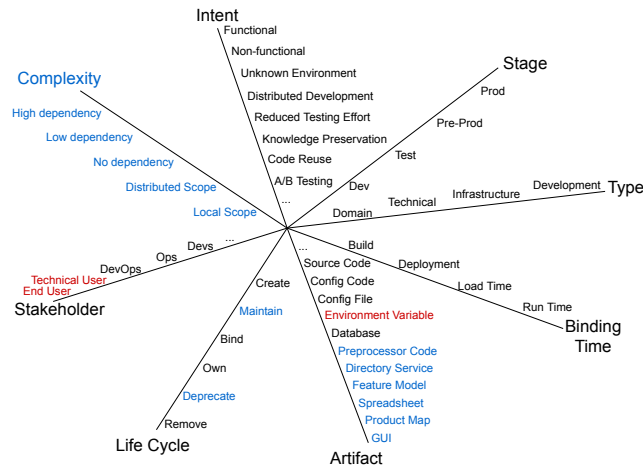 Intent
Functional
Non-functional
Unknown Environment
Distributed Development
Reduced Testing Effort
Knowledge Preservation
Code Reuse
A/B Testing
...
Stage
Prod
Pre-Prod
Test
Dev
Type
Development
Infrastructure
Technical
Domain
Complexity
High dependency
Low dependency
No dependency
Distributed Scope
Local Scope
...
Devs
Ops
DevOps
Technical User
End User
Stakeholder
Create
Maintain
Bind
Own
Deprecate
Remove
Life Cycle
...
Source Code
Config Code
Config File
Environment Variable
Database
Preprocessor Code
Directory Service
Feature Model
Spreadsheet
Product Map
GUI
Artifact
Build
Deployment
Load Time
Run Time
Binding
Time